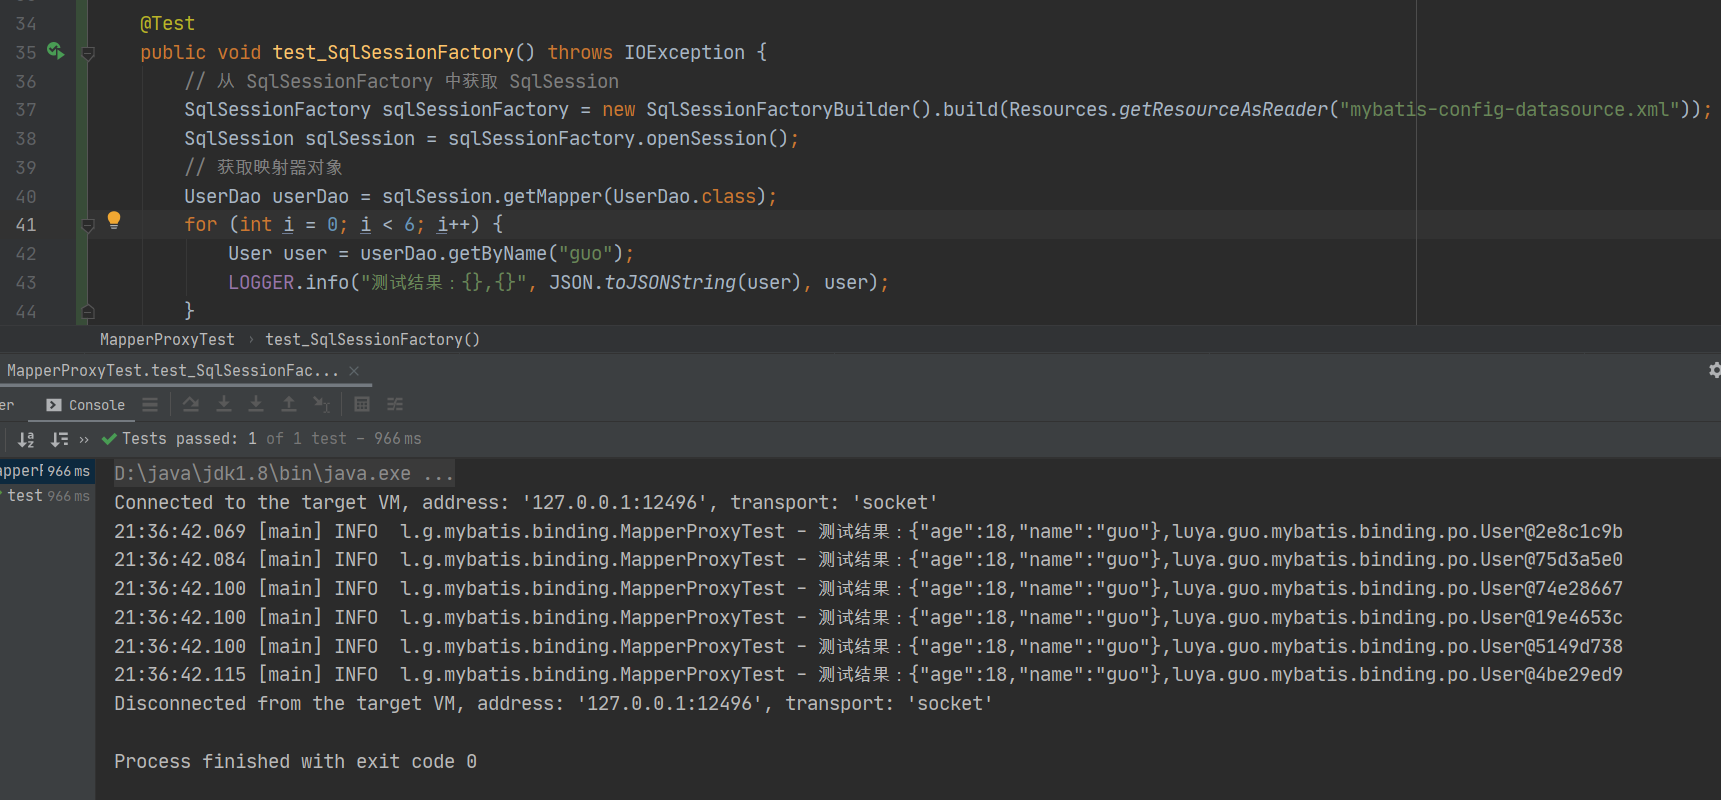 34 @Test
35 public void test_SqlSessionFactory() throws IOException {
36 // 从 SqlSessionFactory 中获取 SqlSession
37 SqlSessionFactory sqlSessionFactory = new SqlSessionFactoryBuilder().build(Resources.getResourceAsReader("mybatis-config-datasource.xml"));
38 SqlSession sqlSession = sqlSessionFactory.openSession();
39 // 获取映射器对象
40 UserDao userDao = sqlSession.getMapper(UserDao.class);
41 for (int i = 0; i < 6; i++) {
42 User user = userDao.getByName("guo");
43 LOGGER.info("测试结果：{},{}", JSON.toJSONString(user), user);
44 }
MapperProxyTest › test_SqlSessionFactory()
MapperProxyTest.test_SqlSessionFac... ×
er Console
» Tests passed: 1 of 1 test – 966 ms
966 ms
test 966 ms
D:\java\jdk1.8\bin\java.exe ...
Connected to the target VM, address: '127.0.0.1:12496', transport: 'socket'
21:36:42.069 [main] INFO  l.g.mybatis.binding.MapperProxyTest - 测试结果：{"age":18,"name":"guo"},luya.guo.mybatis.binding.po.User@2e8c1c9b
21:36:42.084 [main] INFO  l.g.mybatis.binding.MapperProxyTest - 测试结果：{"age":18,"name":"guo"},luya.guo.mybatis.binding.po.User@75d3a5e0
21:36:42.100 [main] INFO  l.g.mybatis.binding.MapperProxyTest - 测试结果：{"age":18,"name":"guo"},luya.guo.mybatis.binding.po.User@74e28667
21:36:42.100 [main] INFO  l.g.mybatis.binding.MapperProxyTest - 测试结果：{"age":18,"name":"guo"},luya.guo.mybatis.binding.po.User@19e4653c
21:36:42.100 [main] INFO  l.g.mybatis.binding.MapperProxyTest - 测试结果：{"age":18,"name":"guo"},luya.guo.mybatis.binding.po.User@5149d738
21:36:42.115 [main] INFO  l.g.mybatis.binding.MapperProxyTest - 测试结果：{"age":18,"name":"guo"},luya.guo.mybatis.binding.po.User@4be29ed9
Disconnected from the target VM, address: '127.0.0.1:12496', transport: 'socket'
Process finished with exit code 0